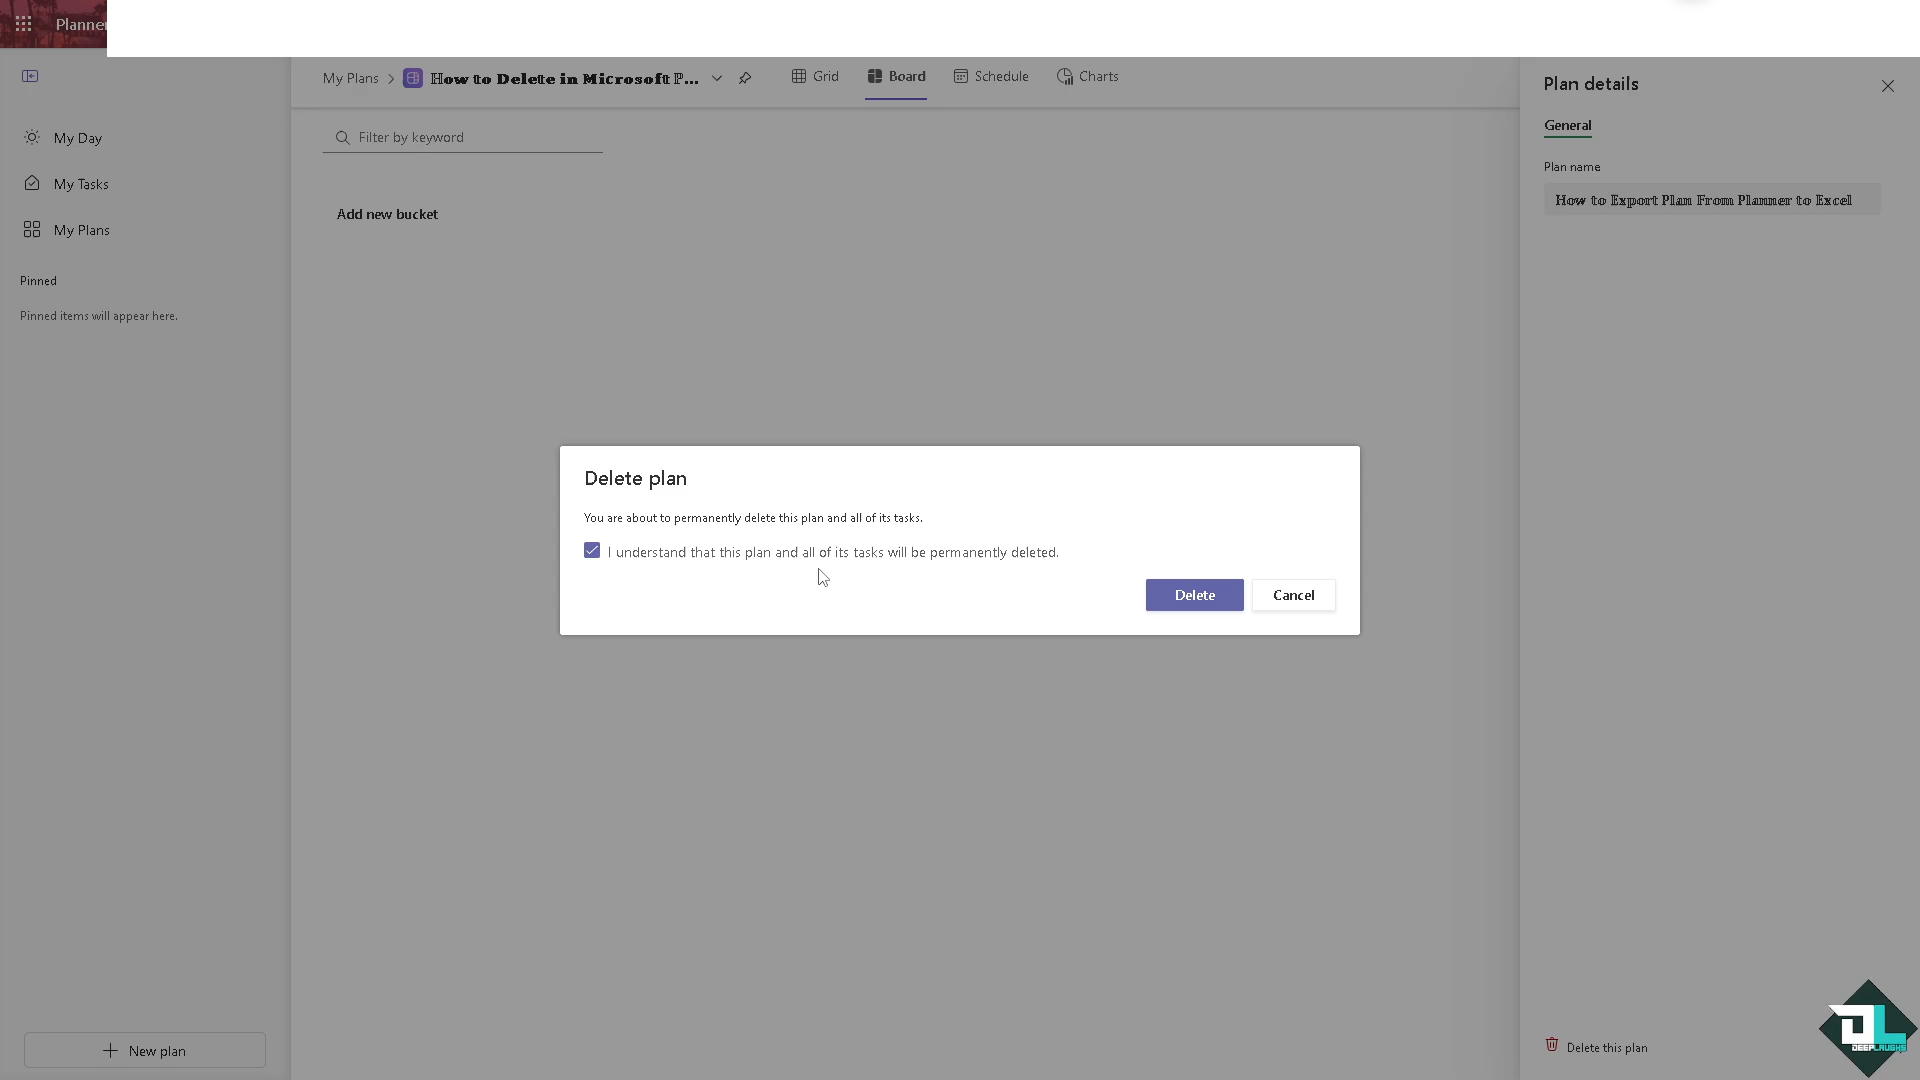 Planner
My Plans
How to Delete in Microsoft P...
Grid
Board
Schedule
Charts
Plan details
General
Plan name
How to Export Plan From Planner to Excel
Filter by keyword
My Day
My Tasks
My Plans
Pinned
Pinned items will appear here.
Add new bucket
Delete plan
You are about to permanently delete this plan and all of its tasks.
I understand that this plan and all of its tasks will be permanently deleted.
Delete
Cancel
New plan
Delete this plan
DEEPLAUGHS